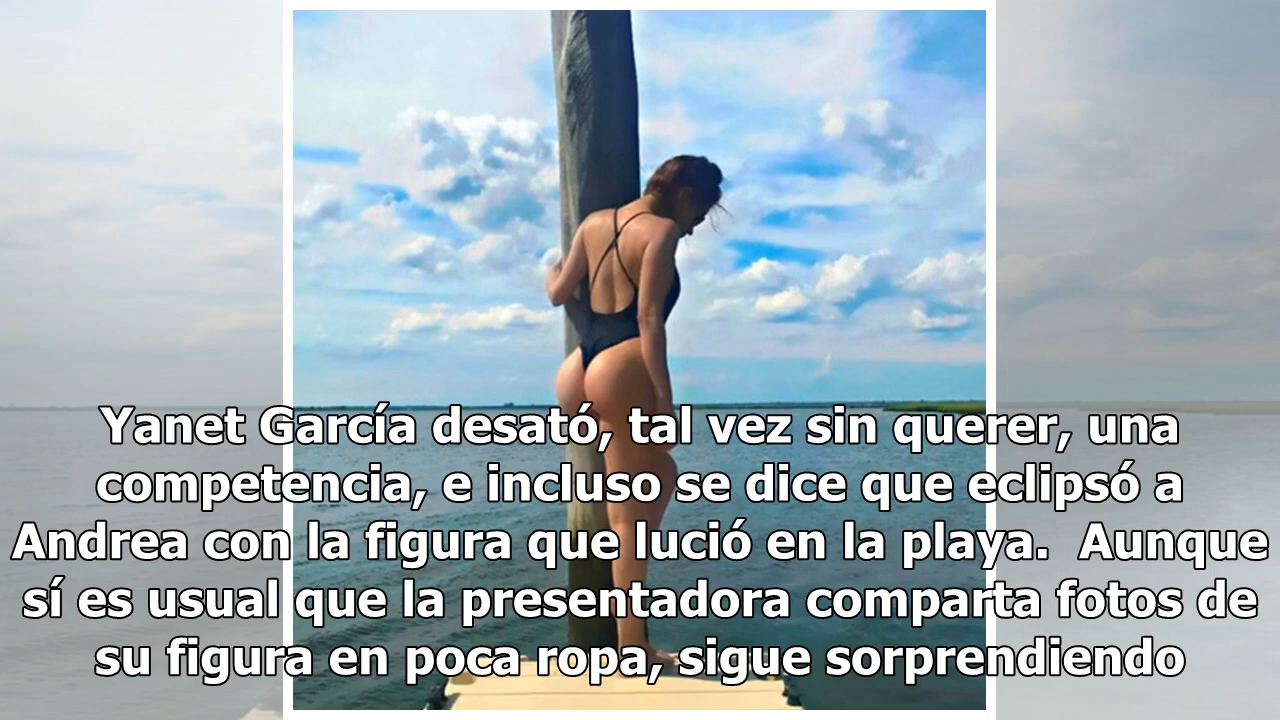 Yanet García desató, tal vez sin querer, una
competencia, e incluso se dice que eclipsó a
Andrea con la figura que lució en la playa.  Aunque
sí es usual que la presentadora comparta fotos de
su figura en poca ropa, sigue sorprendiendo